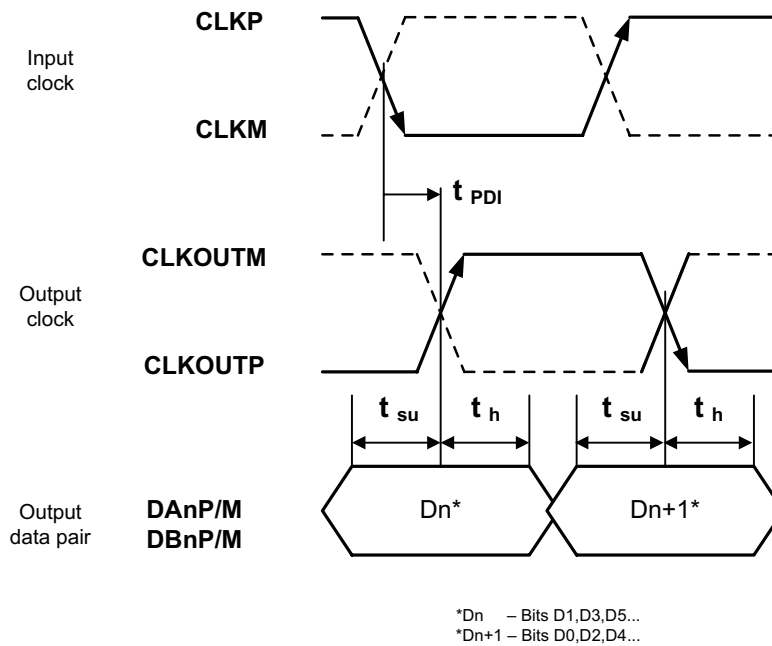 CLKP
Input
clock
CLKM
t PDI
CLKOUTM
Output
clock
CLKOUTP
t su
t h
t su
t h
Output
data pair
DAnP/M
DBnP/M
Dn*
Dn+1*
*Dn – Bits D1,D3,D5...
*Dn+1 – Bits D0,D2,D4...